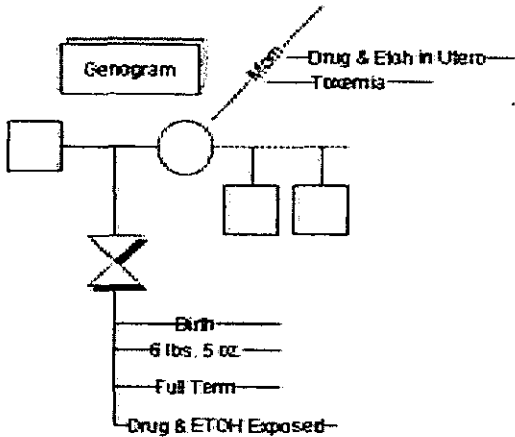 Genogram
Mom
Drug & Etoh in Utero
Toxemia
Birth
6 lbs, 5 oz.
Full Term
Drug & ETOH Exposed